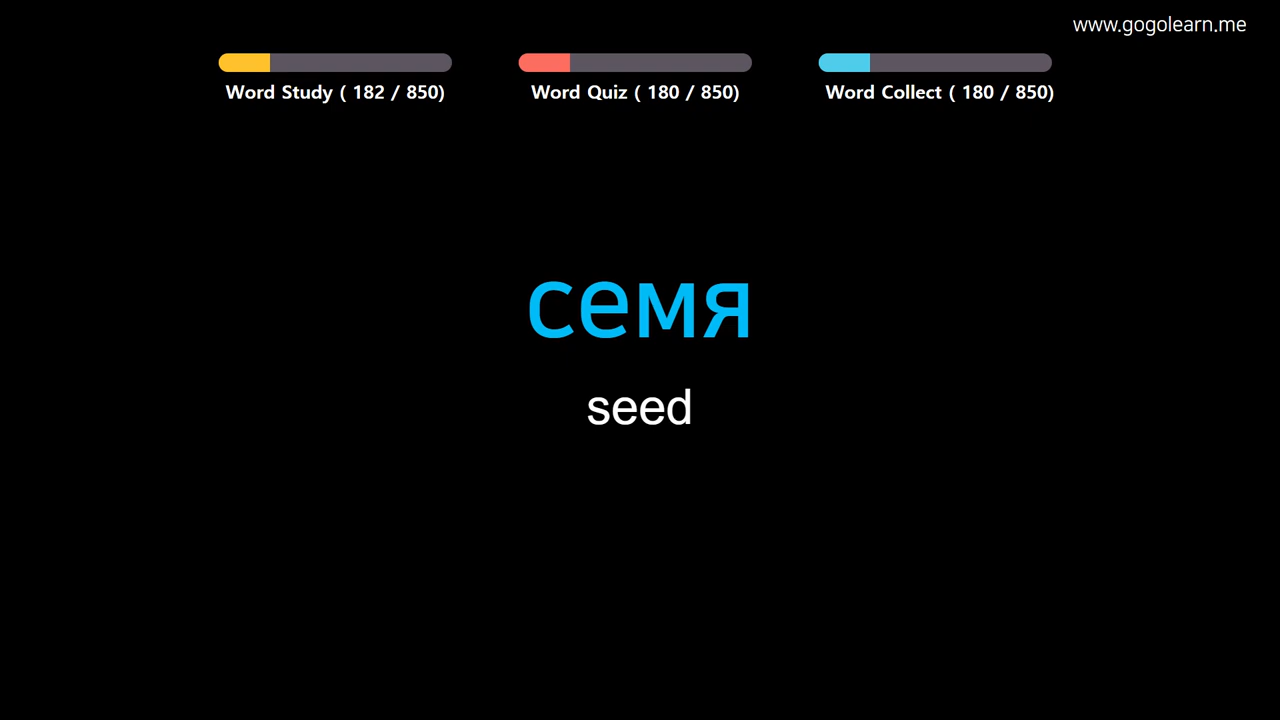 www.gogolearn.me
Word Study ( 182 / 850)
Word Quiz ( 180 / 850)
Word Collect ( 180 / 850)
семя
seed